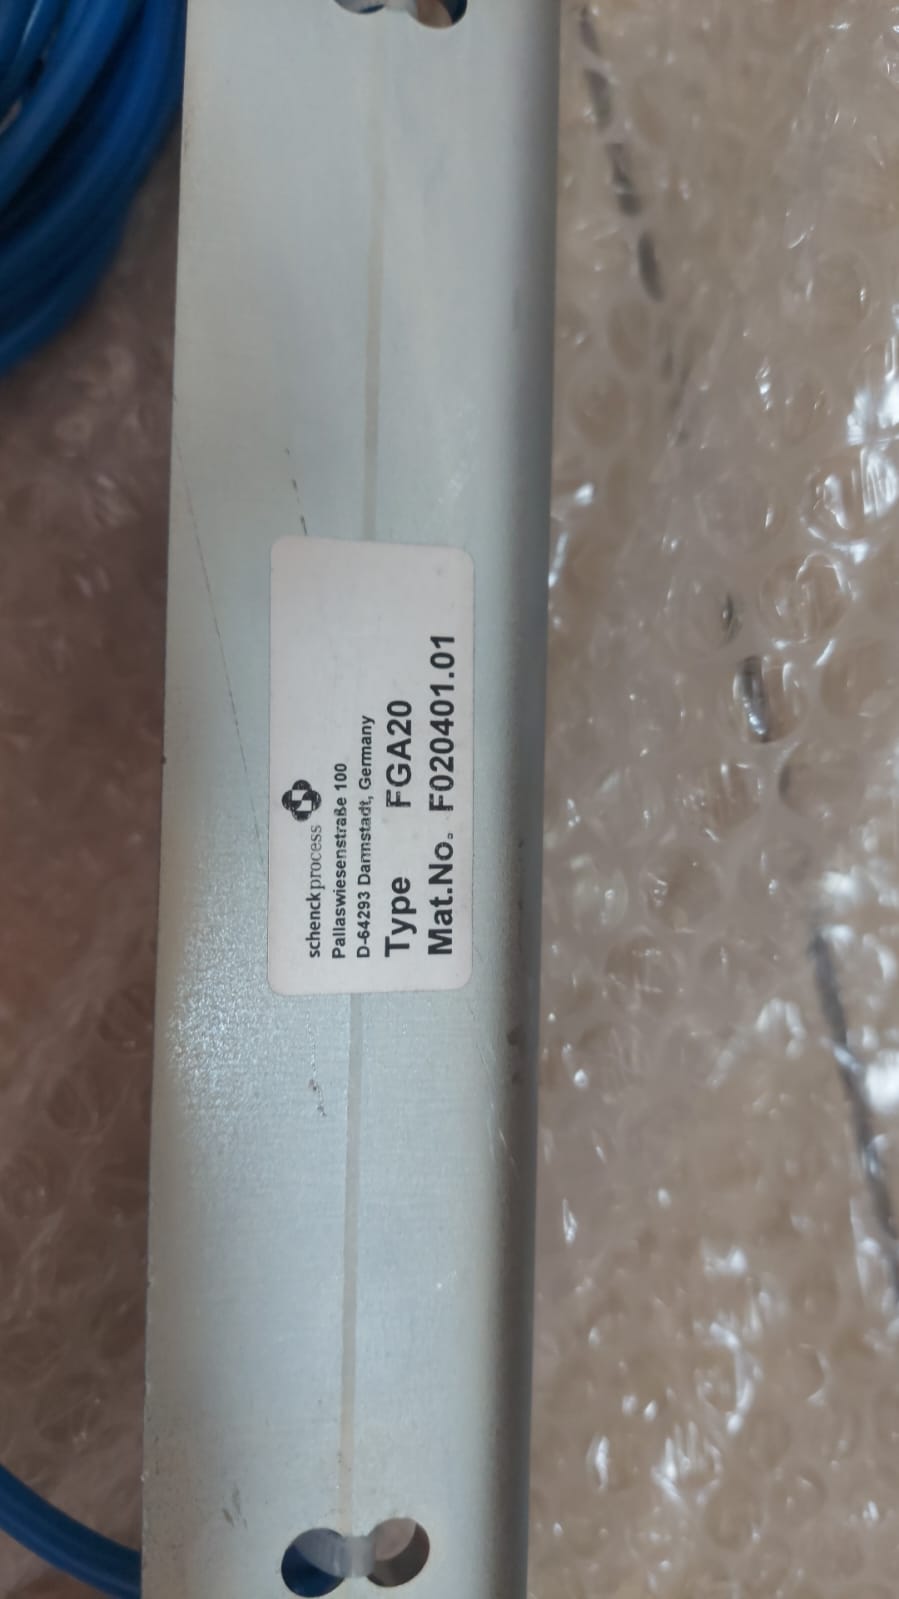 schenckprocess
Pallaswiesenstraße 100
D-64293 Darmstadt, Germany
Type FGA20
Mat.No. F020401.01